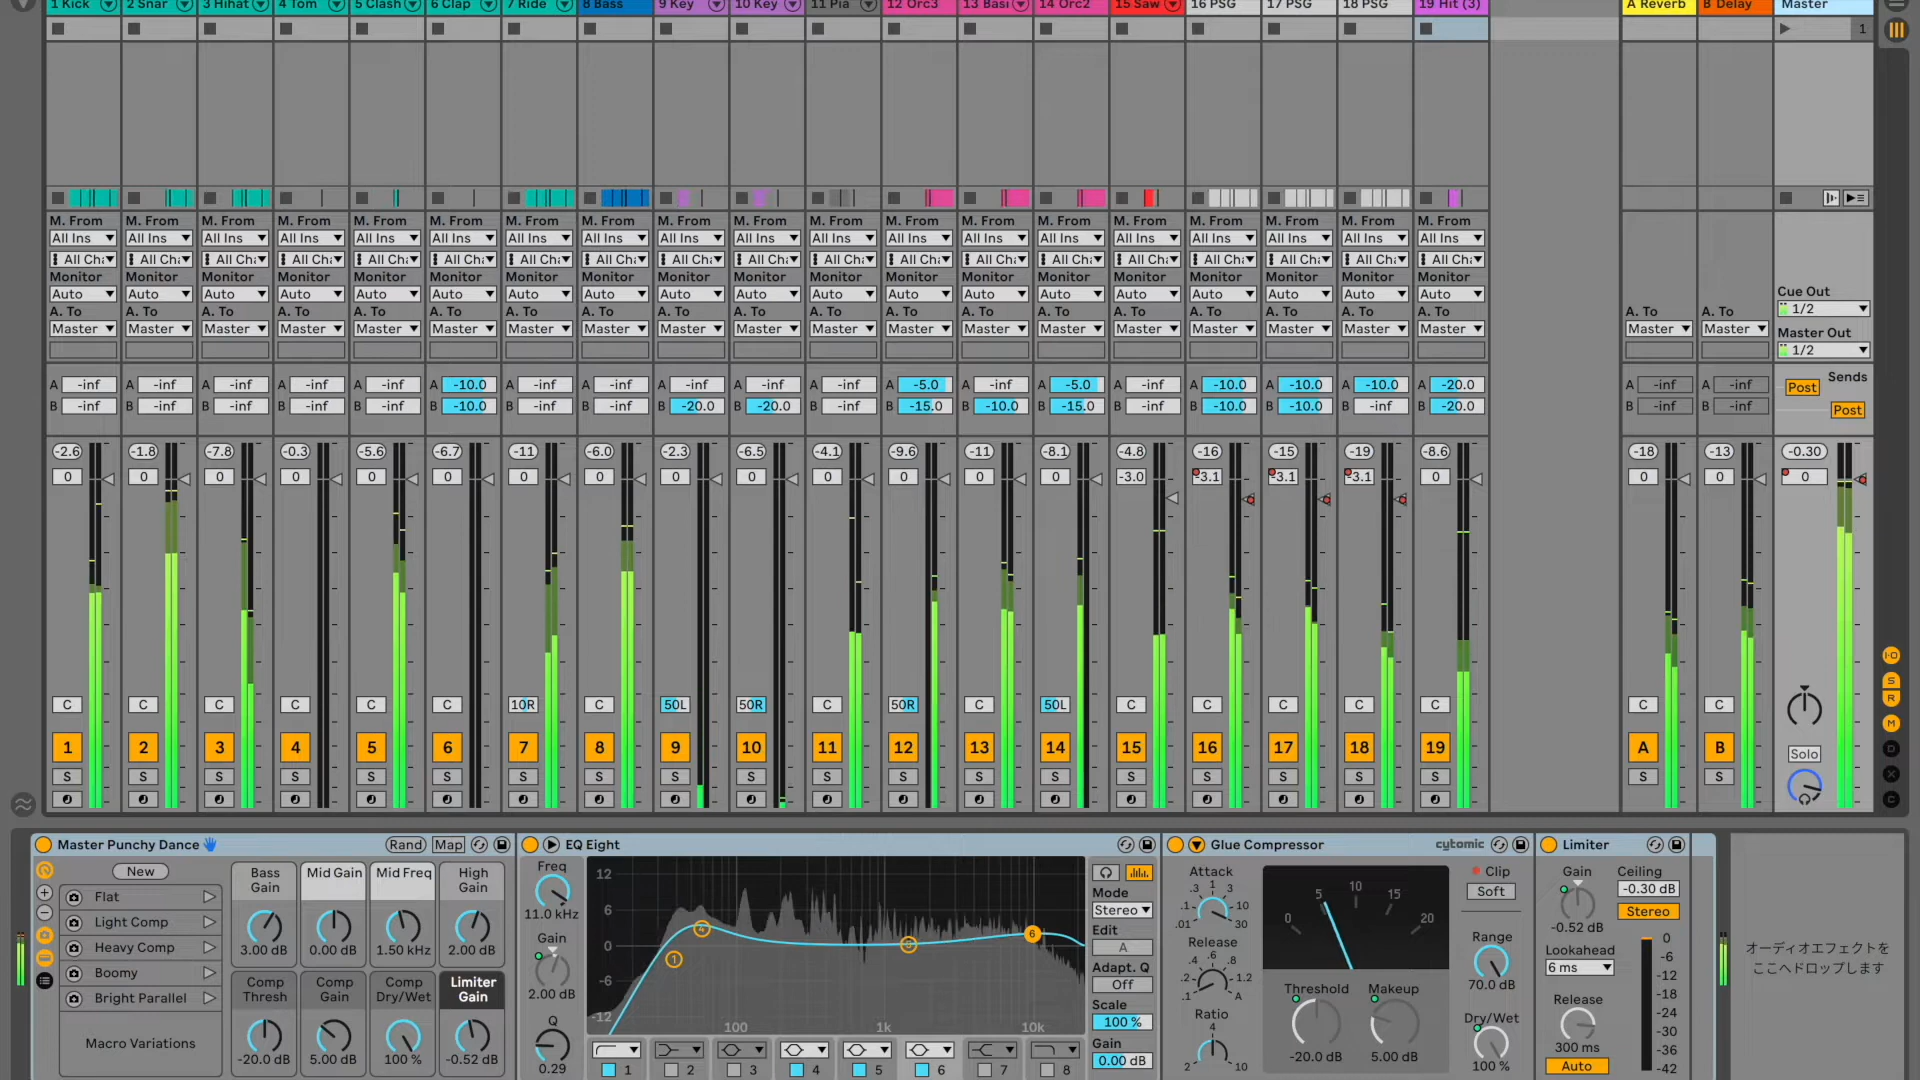 1 Kick 2 Snar 3 Hihat 4 Tom 5 Clash 6 Clap 7 Ride 8 Bass 9 Key 10 Key 11 Pia 12 Orc3 13 Basi 14 Orc2 15 Saw 16 PSG 17 PSG 18 PSG 19 Hit (3) A Reverb B Delay Master
1
M. From M. From M. From M. From M. From M. From M. From M. From M. From M. From M. From M. From M. From M. From M. From M. From M. From M. From M. From
All Ins All Ins All Ins All Ins All Ins All Ins All Ins All Ins All Ins All Ins All Ins All Ins All Ins All Ins All Ins All Ins All Ins All Ins All Ins
All Cha All Cha All Cha All Cha All Cha All Cha All Cha All Cha All Cha All Cha All Cha All Cha All Cha All Cha All Cha All Cha All Cha All Cha All Cha
Monitor Monitor Monitor Monitor Monitor Monitor Monitor Monitor Monitor Monitor Monitor Monitor Monitor Monitor Monitor Monitor Monitor Monitor Monitor
Auto Auto Auto Auto Auto Auto Auto Auto Auto Auto Auto Auto Auto Auto Auto Auto Auto Auto Auto Cue Out
A. To A. To A. To A. To A. To A. To A. To A. To A. To A. To A. To A. To A. To A. To A. To A. To A. To A. To A. To A. To A. To 1/2
Master Master Master Master Master Master Master Master Master Master Master Master Master Master Master Master Master Master Master Master Master Master Out
1/2
Sends
A -inf A -inf A -inf A -inf A -inf A -10.0 A -inf A -inf A -inf A -inf A -inf A -5.0 A -inf A -5.0 A -inf A -10.0 A -10.0 A -10.0 A -20.0 A -inf A -inf Post
B -inf B -inf B -inf B -inf B -inf B -10.0 B -inf B -inf B -20.0 B -20.0 B -inf B -15.0 B -10.0 B -15.0 B -inf B -10.0 B -10.0 B -inf B -20.0 B -inf B -inf Post
-2.6 -1.8 -7.8 -0.3 -5.6 -6.7 -11 -6.0 -2.3 -6.5 -4.1 -9.6 -11 -8.1 -4.8 -16 -15 -19 -8.6 -18 -13 -0.30
0 0 0 0 0 0 0 0 0 0 0 0 0 0 -3.0 -3.1 -3.1 -3.1 0 0 0 0
C C C C C C 10R C 50L 50R C 50R C 50L C C C C C C C
1 2 3 4 5 6 7 8 9 10 11 12 13 14 15 16 17 18 19 A B Solo
S S S S S S S S S S S S S S S S S S S S S
I·O
S
R
M
D
X
C
Master Punchy Dance Rand Map
New
Flat
Light Comp
Heavy Comp
Boomy
Bright Parallel
Macro Variations
Bass Gain Mid Gain Mid Freq High Gain
3.00 dB 0.00 dB 1.50 kHz 2.00 dB
Comp Thresh Comp Gain Comp Dry/Wet Limiter Gain
-20.0 dB 5.00 dB 100 % -0.52 dB
EQ Eight
Freq
11.0 kHz
Gain
2.00 dB
Q
0.29
12
6
0
-6
-12
100 1k 10k
1 4 5 6
1 2 3 4 5 6 7 8
Mode
Stereo
Edit
A
Adapt. Q
Off
Scale
100 %
Gain
0.00 dB
Glue Compressor cytomic
Attack
.01 .1 .3 1 3 10 30
Release
.1 .2 .4 .6 .8 1.2 A
Ratio
2 4 10
0 5 10 15 20
Threshold Makeup
-20.0 dB 5.00 dB
Clip
Soft
Range
70.0 dB
Dry/Wet
100 %
Limiter
Gain
-0.52 dB
Lookahead
6 ms
Release
300 ms
Auto
Ceiling
-0.30 dB
Stereo
0
-6
-12
-18
-24
-30
-36
-42
オーディオエフェクトを
ここへドロップします